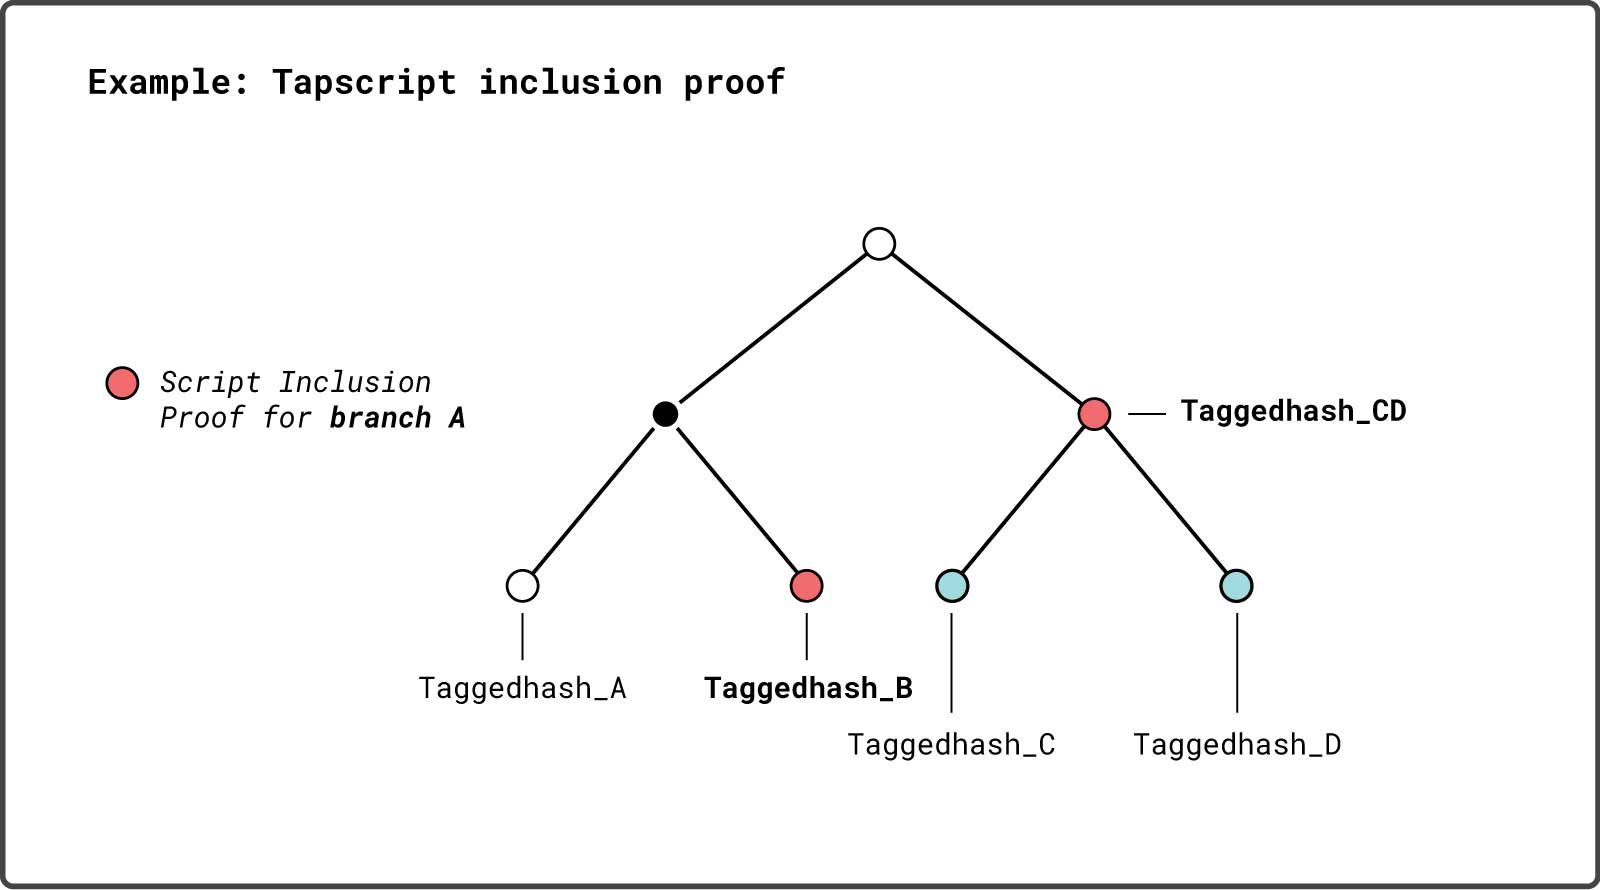 Example: Tapscript inclusion proof
Script Inclusion
Proof for branch A
Taggedhash_CD
Taggedhash_A
Taggedhash_B
Taggedhash_C
Taggedhash_D